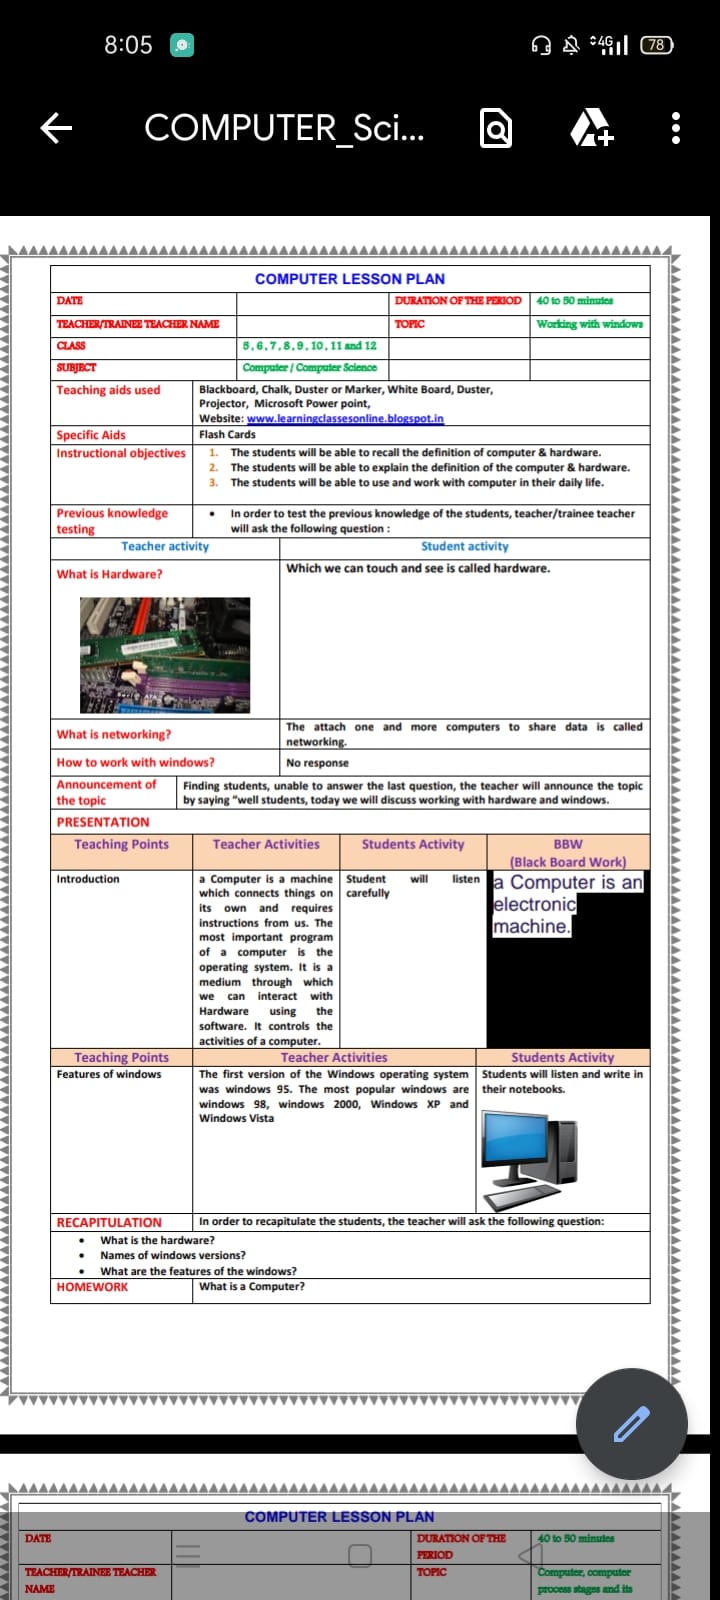 8:05
4G
78
COMPUTER_Sci...
COMPUTER LESSON PLAN
DATE
DURATION OF THE PERIOD
40 to 50 minutes
TEACHER/TRAINEE TEACHER NAME
TOPIC
Working with windows
CLASS
5,6,7,8,9,10,11 and 12
SUBJECT
Computer / Computer Science
Teaching aids used
Blackboard, Chalk, Duster or Marker, White Board, Duster,
Projector, Microsoft Power point,
Website: www.learningclassesonline.blogspot.in
Specific Aids
Flash Cards
Instructional objectives
1. The students will be able to recall the definition of computer & hardware.
2. The students will be able to explain the definition of the computer & hardware.
3. The students will be able to use and work with computer in their daily life.
Previous knowledge
testing
• In order to test the previous knowledge of the students, teacher/trainee teacher
will ask the following question :
Teacher activity
Student activity
What is Hardware?
Which we can touch and see is called hardware.
What is networking?
The attach one and more computers to share data is called
networking.
How to work with windows?
No response
Announcement of
the topic
Finding students, unable to answer the last question, the teacher will announce the topic
by saying "well students, today we will discuss working with hardware and windows.
PRESENTATION
Teaching Points
Teacher Activities
Students Activity
BBW
(Black Board Work)
Introduction
a Computer is a machine
which connects things on
its own and requires
instructions from us. The
most important program
of a computer is the
operating system. It is a
medium through which
we can interact with
Hardware using the
software. It controls the
activities of a computer.
Student will listen
carefully
a Computer is an
electronic
machine.
Teaching Points
Teacher Activities
Students Activity
Features of windows
The first version of the Windows operating system
was windows 95. The most popular windows are
windows 98, windows 2000, Windows XP and
Windows Vista
Students will listen and write in
their notebooks.
RECAPITULATION
In order to recapitulate the students, the teacher will ask the following question:
• What is the hardware?
• Names of windows versions?
• What are the features of the windows?
HOMEWORK
What is a Computer?
COMPUTER LESSON PLAN
DATE
DURATION OF THE
PERIOD
40 to 50 minutes
TEACHER/TRAINEE TEACHER
NAME
TOPIC
Computer, computer
process stages and its